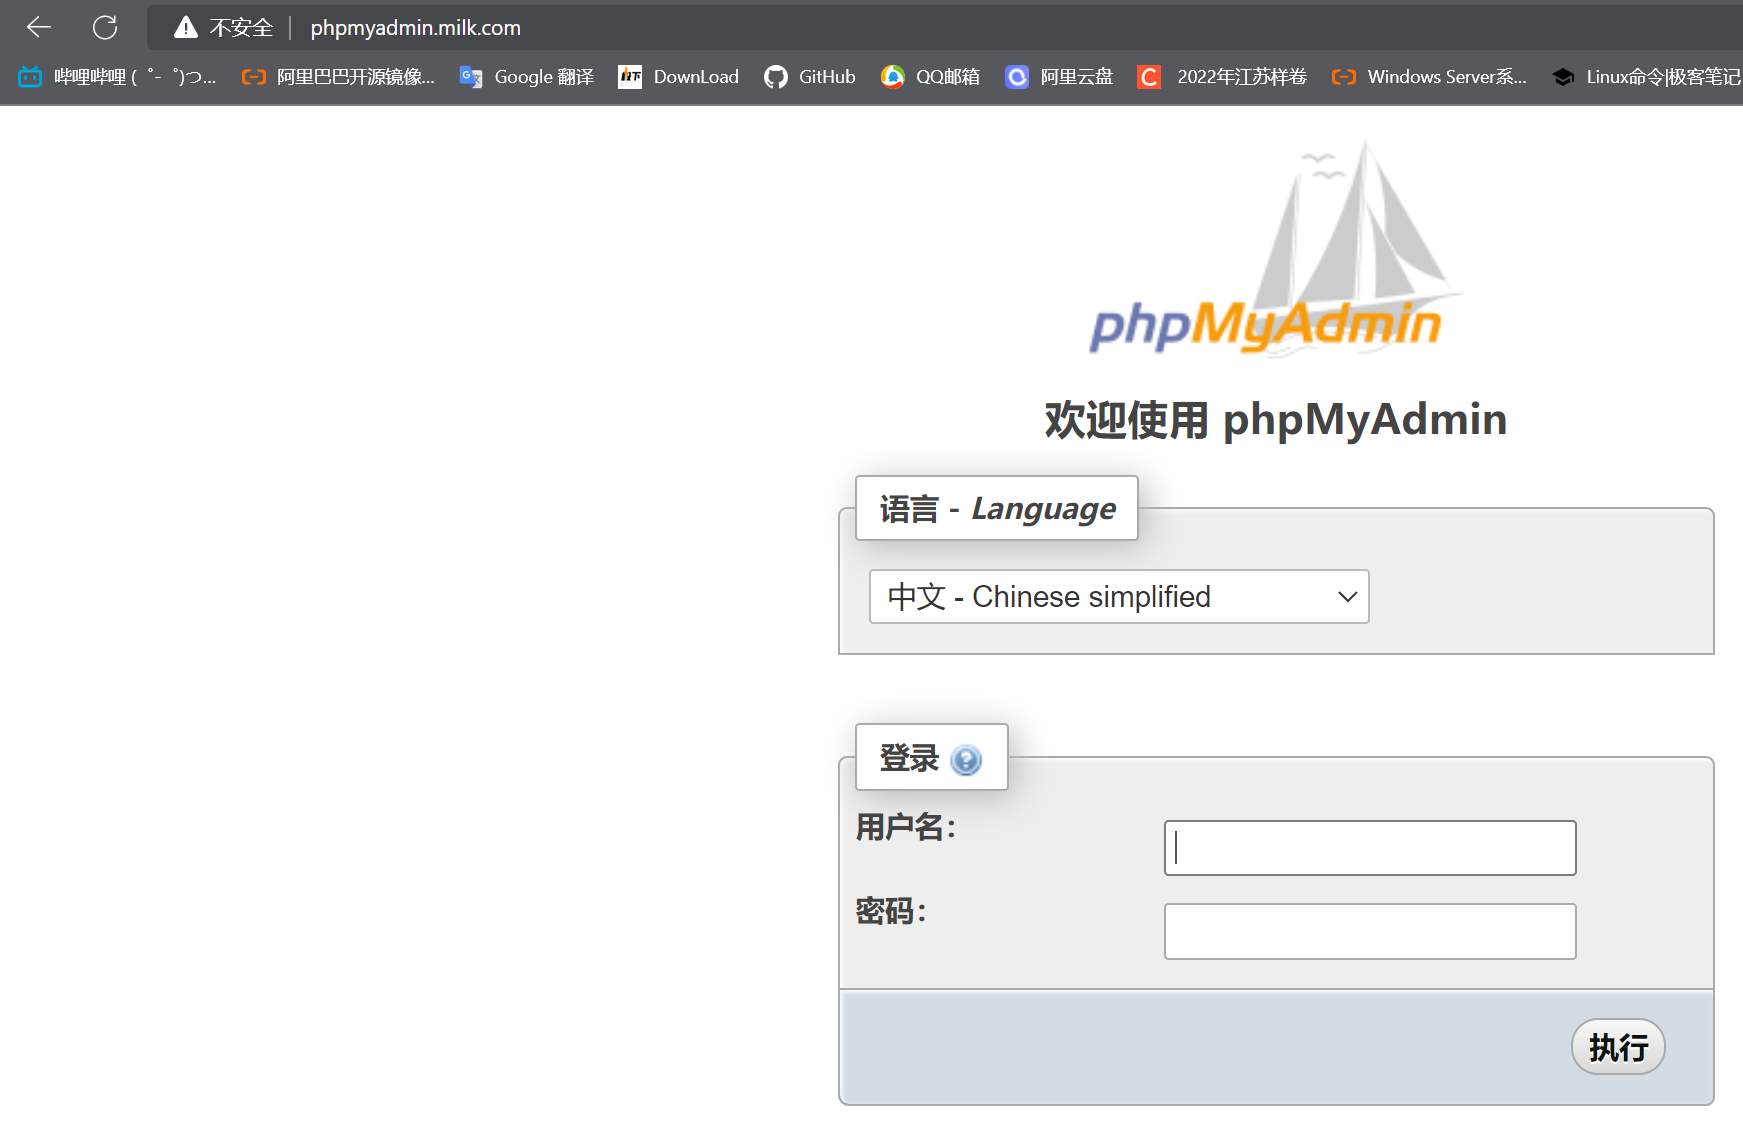 不安全 phpmyadmin.milk.com
哔哩哔哩 ( ゜- ゜)つ... 阿里巴巴开源镜像... Google 翻译 DownLoad GitHub QQ邮箱 阿里云盘 2022年江苏样卷 Windows Server系... Linux命令|极客笔记
phpMyAdmin
欢迎使用 phpMyAdmin
语言 - Language
中文 - Chinese simplified
登录
用户名：
密码：
执行